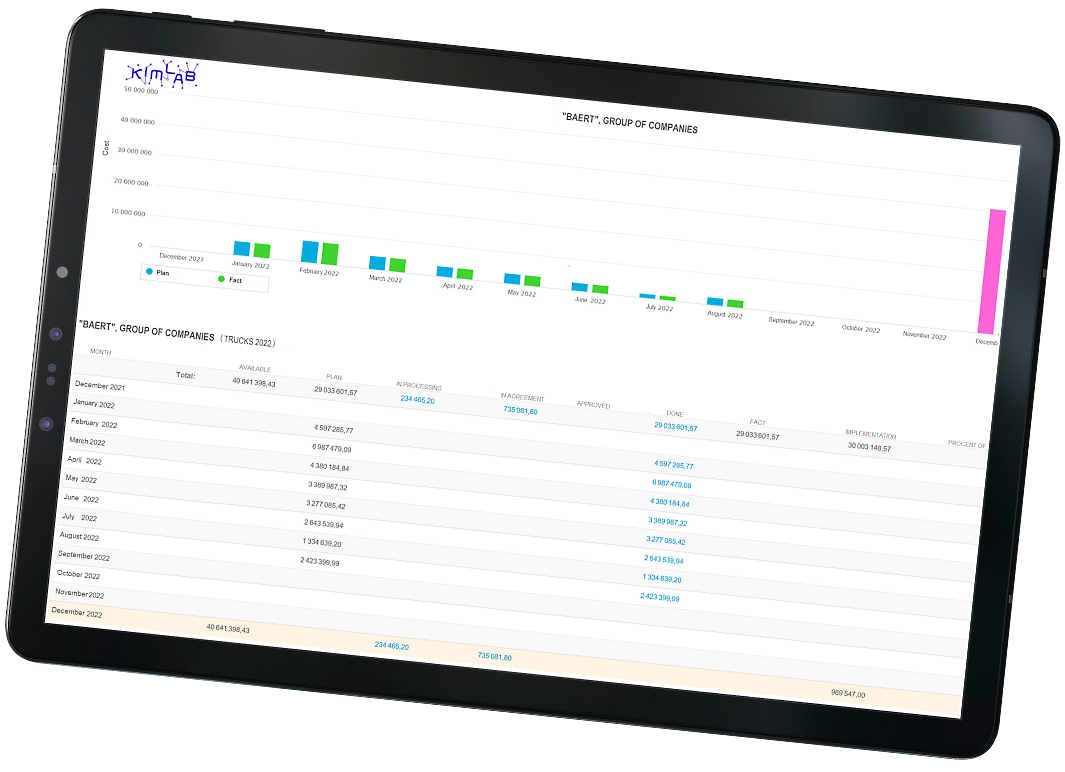 KIMLAB
"BAERT", GROUP OF COMPANIES
Cost
50 000 000
40 000 000
30 000 000
20 000 000
10 000 000
0
December 2021
January 2022
February 2022
March 2022
April 2022
May 2022
June 2022
July 2022
August 2022
September 2022
October 2022
November 2022
Decemb
Plan Fact
"BAERT", GROUP OF COMPANIES (TRUCKS 2022)
MONTH AVAILABLE PLAN IN PROCESSING IN AGREEMENT APPROVED DONE FACT IMPLEMENTATION PROCENT OF
Total: 40 641 398,43 29 033 601,57 234 465,20 735 081,80 29 033 601,57 29 033 601,57 30 003 148,57
December 2021
January 2022 4 597 285,77 4 597 285,77
February 2022 6 987 479,09 6 987 479,09
March 2022 4 380 184,84 4 380 184,84
April 2022 3 389 987,32 3 389 987,32
May 2022 3 277 085,42 3 277 085,42
June 2022 2 643 539,94 2 643 539,94
July 2022 1 334 639,20 1 334 639,20
August 2022 2 423 399,99 2 423 399,99
September 2022
October 2022
November 2022
December 2022 40 641 398,43 234 465,20 735 081,80 969 547,00